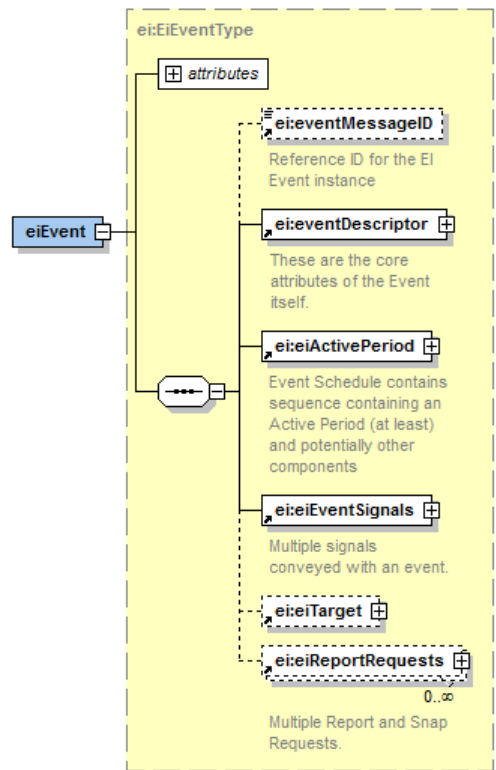 ei:EiEventType
attributes
ei:eventMessageID
Reference ID for the EI
Event instance
eiEvent
ei:eventDescriptor
These are the core
attributes of the Event
itself.
ei:eiActivePeriod
Event Schedule contains
sequence containing an
Active Period (at least)
and potentially other
components
ei:eiEventSignals
Multiple signals
conveyed with an event.
ei:eiTarget
ei:eiReportRequests
0..∞
Multiple Report and Snap
Requests.